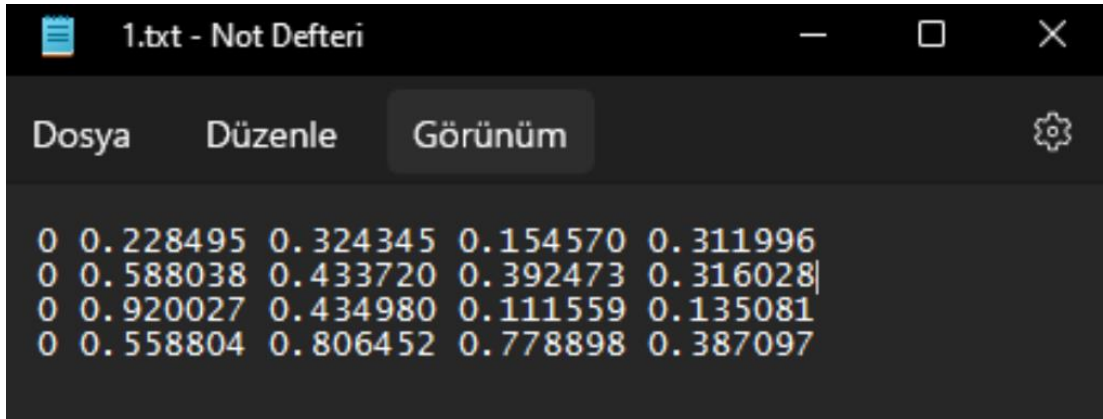 1.txt - Not Defteri
Dosya Düzenle Görünüm
0 0.228495 0.324345 0.154570 0.311996
0 0.588038 0.433720 0.392473 0.316028
0 0.920027 0.434980 0.111559 0.135081
0 0.558804 0.806452 0.778898 0.387097